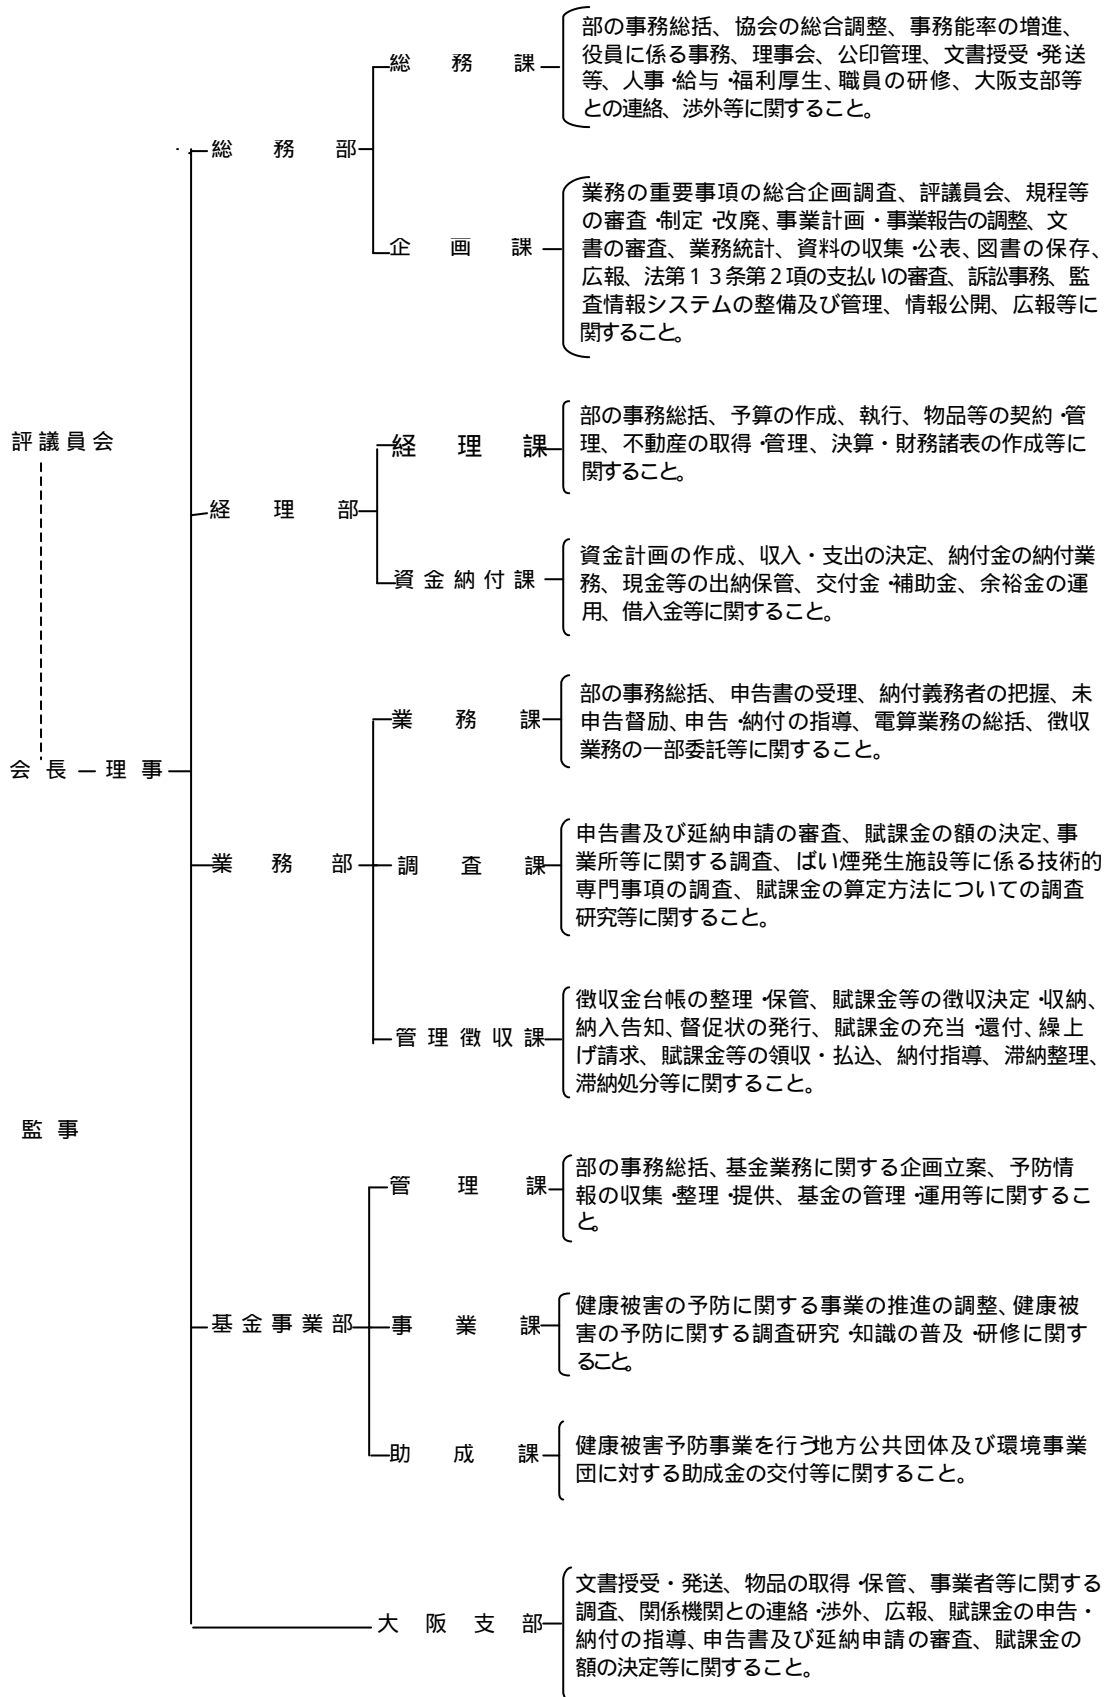 部の事務総括、協会の総合調整、事務能率の増進、
役員に係る事務、理事会、公印管理、文書授受・発送
等、人事・給与・福利厚生、職員の研修、大阪支部等
との連絡、渉外等に関すること。
総務課
総務部
業務の重要事項の総合企画調査、評議員会、規程等
の審査・制定・改廃、事業計画・事業報告の調整、文
書の審査、業務統計、資料の収集・公表、図書の保存、
広報、法第13条第2項の支払いの審査、訴訟事務、監
査情報システムの整備及び管理、情報公開、広報等に
関すること。
企画課
評議員会
部の事務総括、予算の作成、執行、物品等の契約・管
理、不動産の取得・管理、決算・財務諸表の作成等に
関すること。
経理課
経理部
資金計画の作成、収入・支出の決定、納付金の納付業
務、現金等の出納保管、交付金・補助金、余裕金の運
用、借入金等に関すること。
資金納付課
部の事務総括、申告書の受理、納付義務者の把握、未
申告督励、申告・納付の指導、電算業務の総括、徴収
業務の一部委託等に関すること。
業務課
会長 理事
業務部
申告書及び延納申請の審査、賦課金の額の決定、事
業所等に関する調査、ばい煙発生施設等に係る技術的
専門事項の調査、賦課金の算定方法についての調査
研究等に関すること。
調査課
徴収金台帳の整理・保管、賦課金等の徴収決定・収納、
納入告知、督促状の発行、賦課金の充当・還付、繰上
げ請求、賦課金等の領収・払込、納付指導、滞納整理、
滞納処分等に関すること。
管理徴収課
監事
部の事務総括、基金業務に関する企画立案、予防情
報の収集・整理・提供、基金の管理・運用等に関するこ
と。
管理課
基金事業部
健康被害の予防に関する事業の推進の調整、健康被
害の予防に関する調査研究・知識の普及・研修に関す
ること。
事業課
健康被害予防事業を行う地方公共団体及び環境事業
団に対する助成金の交付等に関すること。
助成課
文書授受・発送、物品の取得・保管、事業者等に関する
調査、関係機関との連絡・渉外、広報、賦課金の申告・
納付の指導、申告書及び延納申請の審査、賦課金の
額の決定等に関すること。
大阪支部